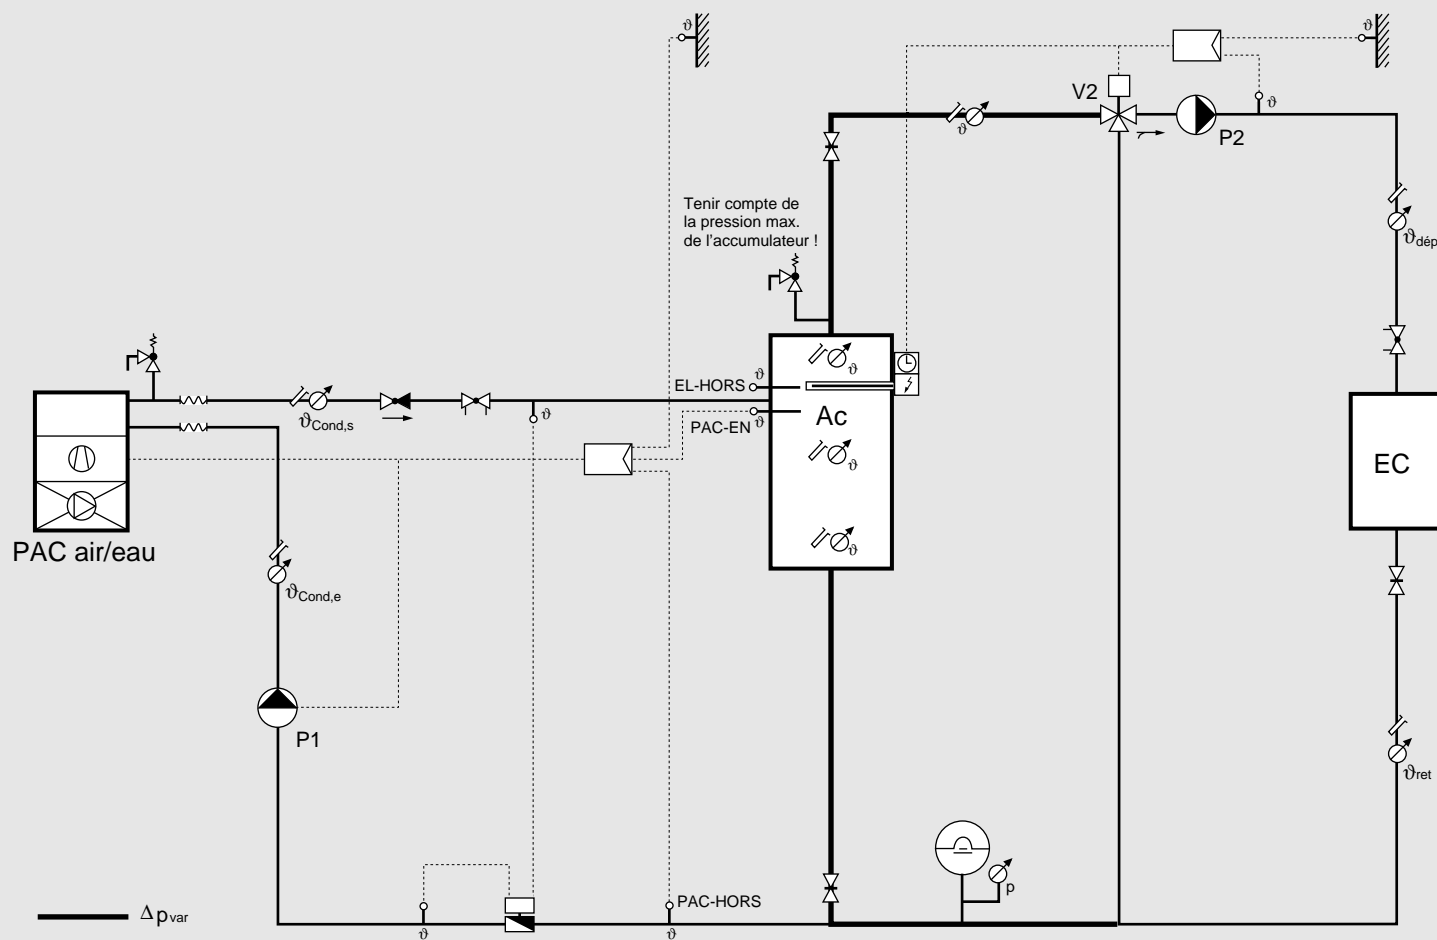 ϑ
ϑ
V2
P2
ϑ
ϑ
Tenir compte de
la pression max.
de l'accumulateur !
ϑdép
ϑ
EL-HORS ϑ
ϑCond,s
ϑ
PAC-EN ϑ
Ac
ϑ
EC
PAC air/eau
ϑ
ϑCond,e
P1
ϑret
p
PAC-HORS
Δpvar
ϑ
ϑ